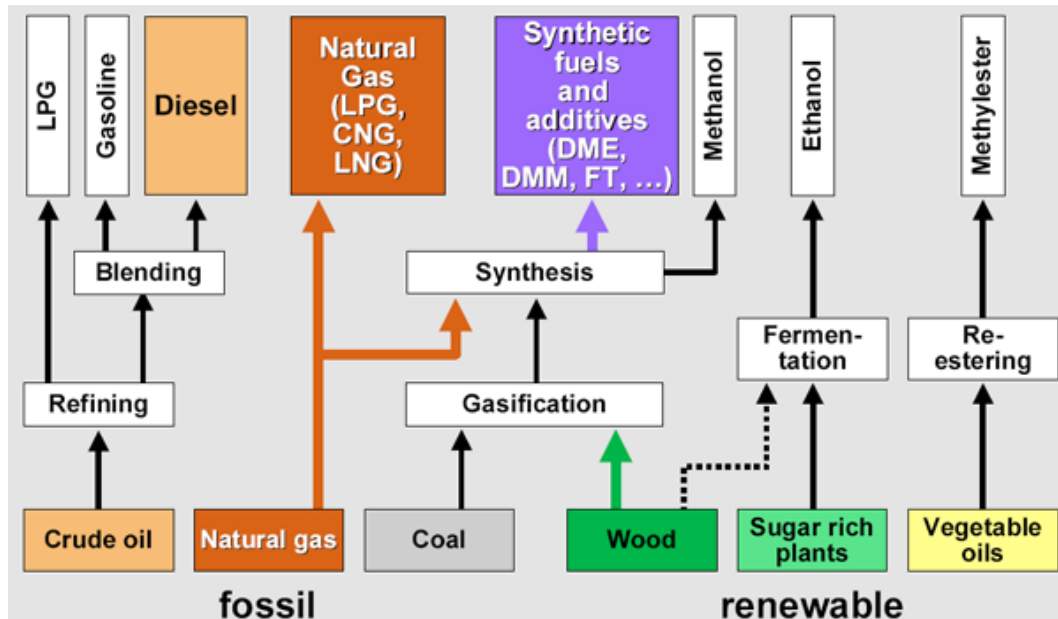 LPG
Gasoline
Diesel
Natural
Gas
(LPG,
CNG,
LNG)
Synthetic
fuels
and
additives
(DME,
DMM, FT, ...)
Methanol
Ethanol
Methylester
Blending
Synthesis
Fermen-
tation
Re-
estering
Refining
Gasification
Crude oil
Natural gas
Coal
Wood
Sugar rich
plants
Vegetable
oils
fossil
renewable